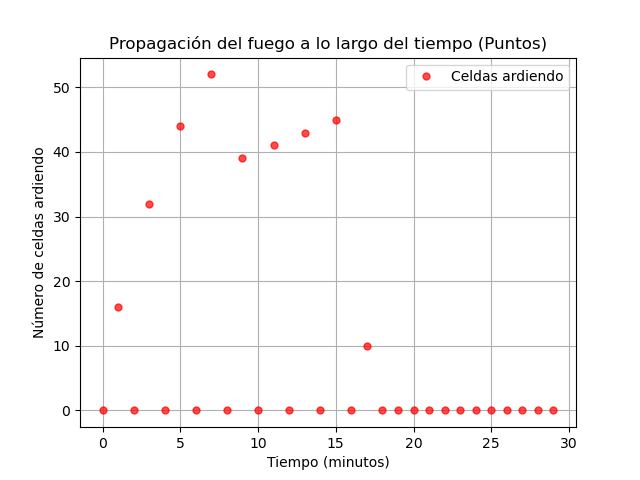 Propagación del fuego a lo largo del tiempo (Puntos)
Celdas ardiendo
50
40
30
20
10
0
Número de celdas ardiendo
0 5 10 15 20 25 30
Tiempo (minutos)